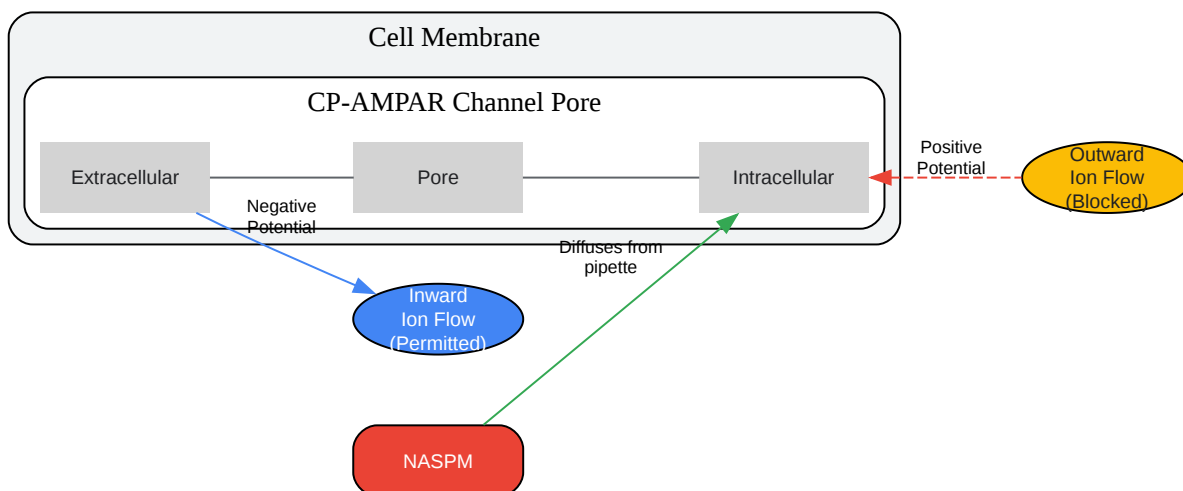 Cell Membrane
CP-AMPAR Channel Pore
Extracellular
Pore
Intracellular
Positive
Potential
Outward
Ion Flow
(Blocked)
Negative
Potential
Diffuses from
pipette
Inward
Ion Flow
(Permitted)
NASPM